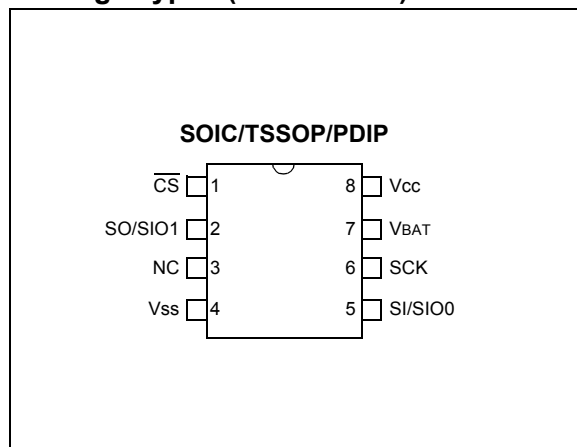 SOIC/TSSOP/PDIP
C̅S̅ 1 8 Vcc
SO/SIO1 2 7 VBAT
NC 3 6 SCK
Vss 4 5 SI/SIO0